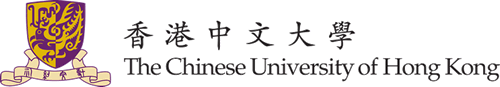 香港中文大學
The Chinese University of Hong Kong